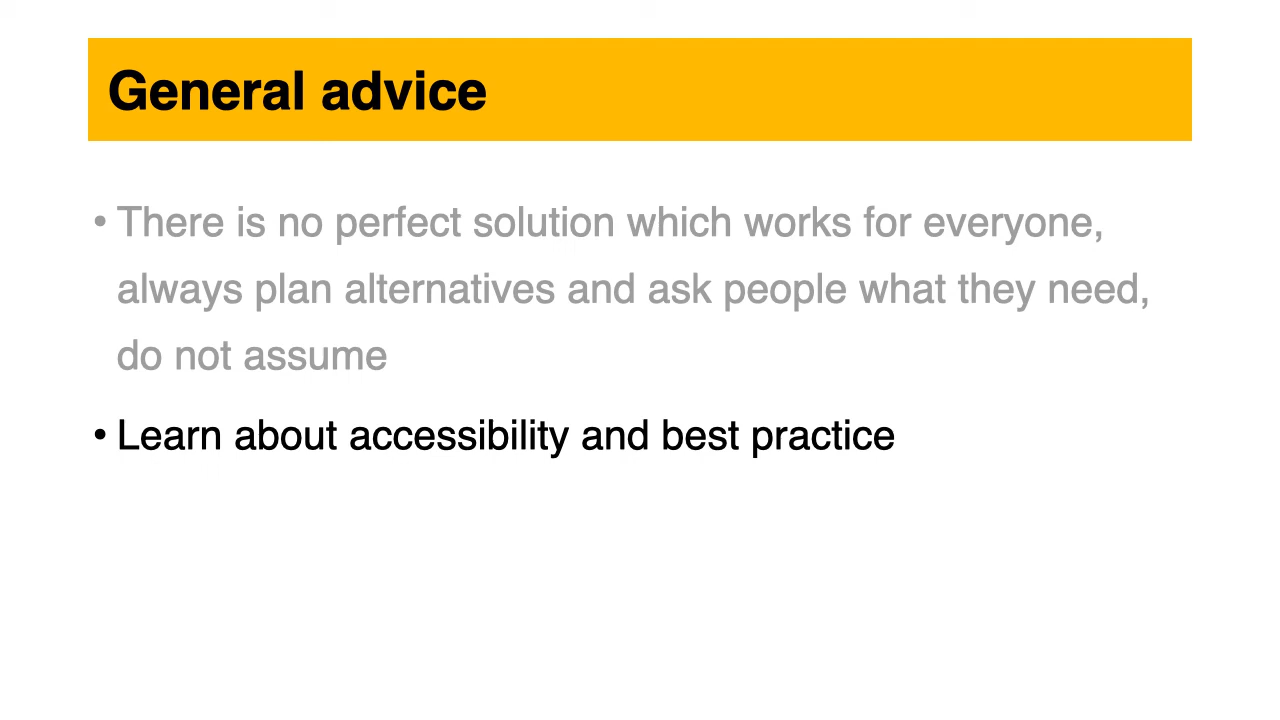 General advice
• There is no perfect solution which works for everyone,
always plan alternatives and ask people what they need,
do not assume
• Learn about accessibility and best practice